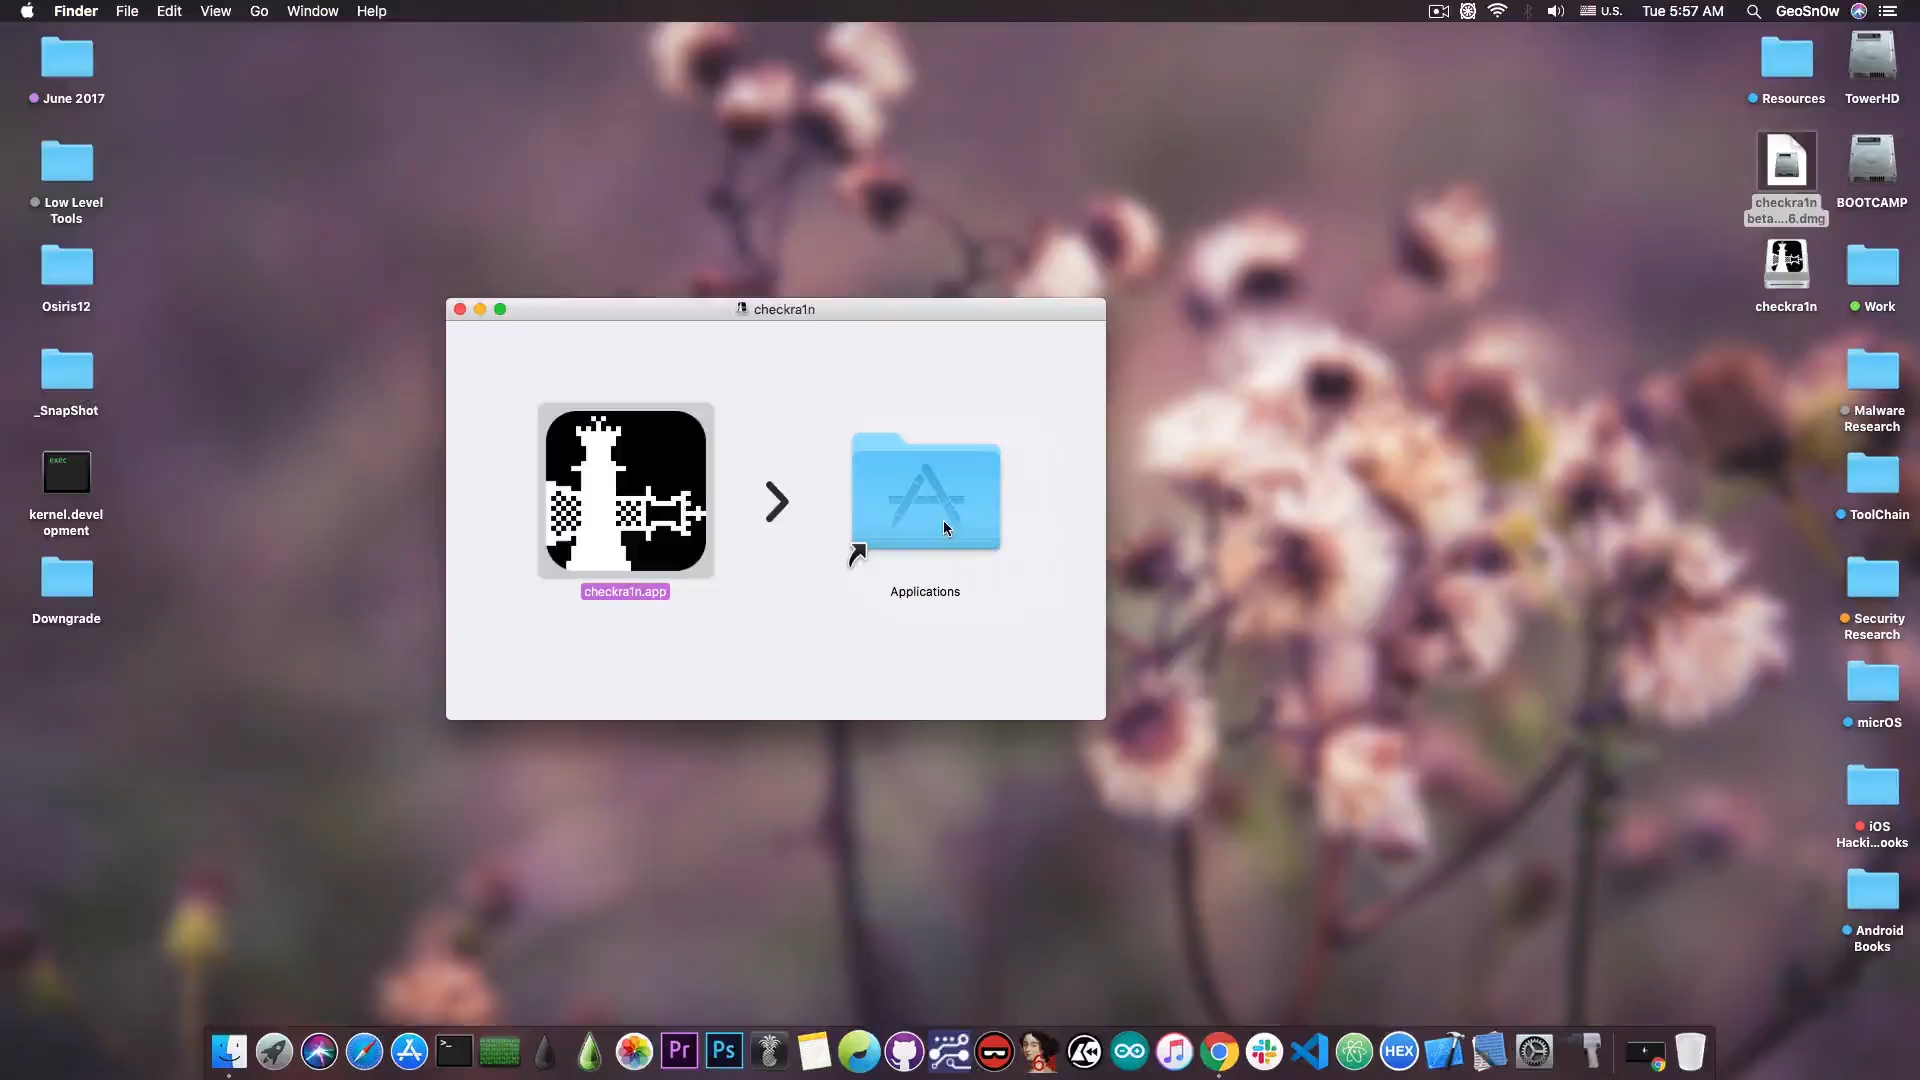 Finder File Edit View Go Window Help
U.S. Tue 5:57 AM GeoSn0w
June 2017
Low Level
Tools
Osiris12
_SnapShot
exec
kernel.devel
opment
Downgrade
checkra1n
checkra1n.app
Applications
Resources
TowerHD
checkra1n
beta....6.dmg
BOOTCAMP
checkra1n
Work
Malware
Research
ToolChain
Security
Research
micrOS
iOS
Hacki...ooks
Android
Books
>_
Pr
Ps
HEX